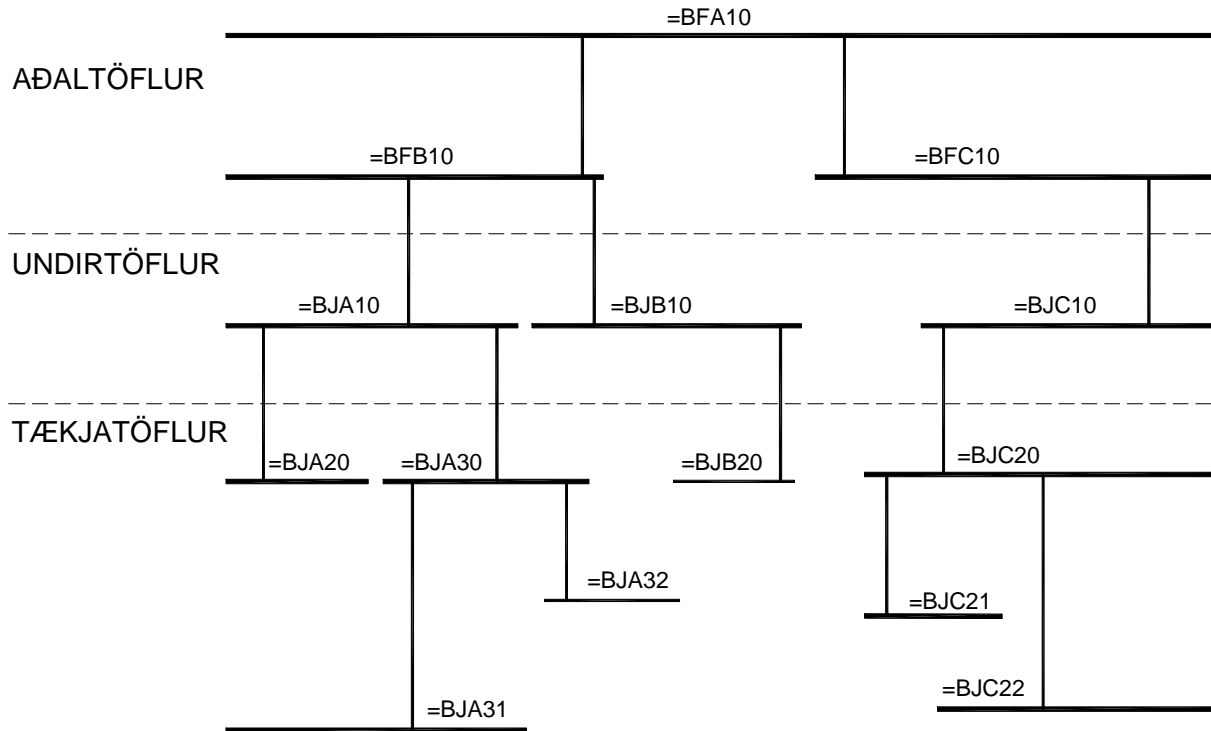 =BFA10
AÐALTÖFLUR
=BFB10
=BFC10
UNDIRTÖFLUR
=BJA10
=BJB10
=BJC10
TÆKJATÖFLUR
=BJA20
=BJA30
=BJB20
=BJC20
=BJA32
=BJC21
=BJC22
=BJA31